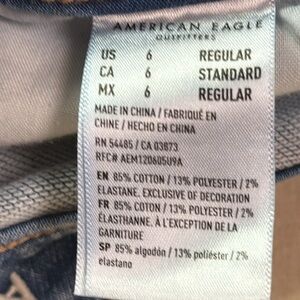 AMERICAN EAGLE
OUTFITTERS
US 6 REGULAR
CA 6 STANDARD
MX 6 REGULAR
MADE IN CHINA / FABRIQUÉ EN
CHINE / HECHO EN CHINA
RN 54485 / CA 03873
RFC# AEM120605U9A
EN 85% COTTON / 13% POLYESTER / 2%
ELASTANE. EXCLUSIVE OF DECORATION
FR 85% COTON / 13% POLYESTER / 2%
ÉLASTHANNE. À L'EXCEPTION DE LA
GARNITURE
SP 85% algodón / 13% poliéster / 2%
elastano